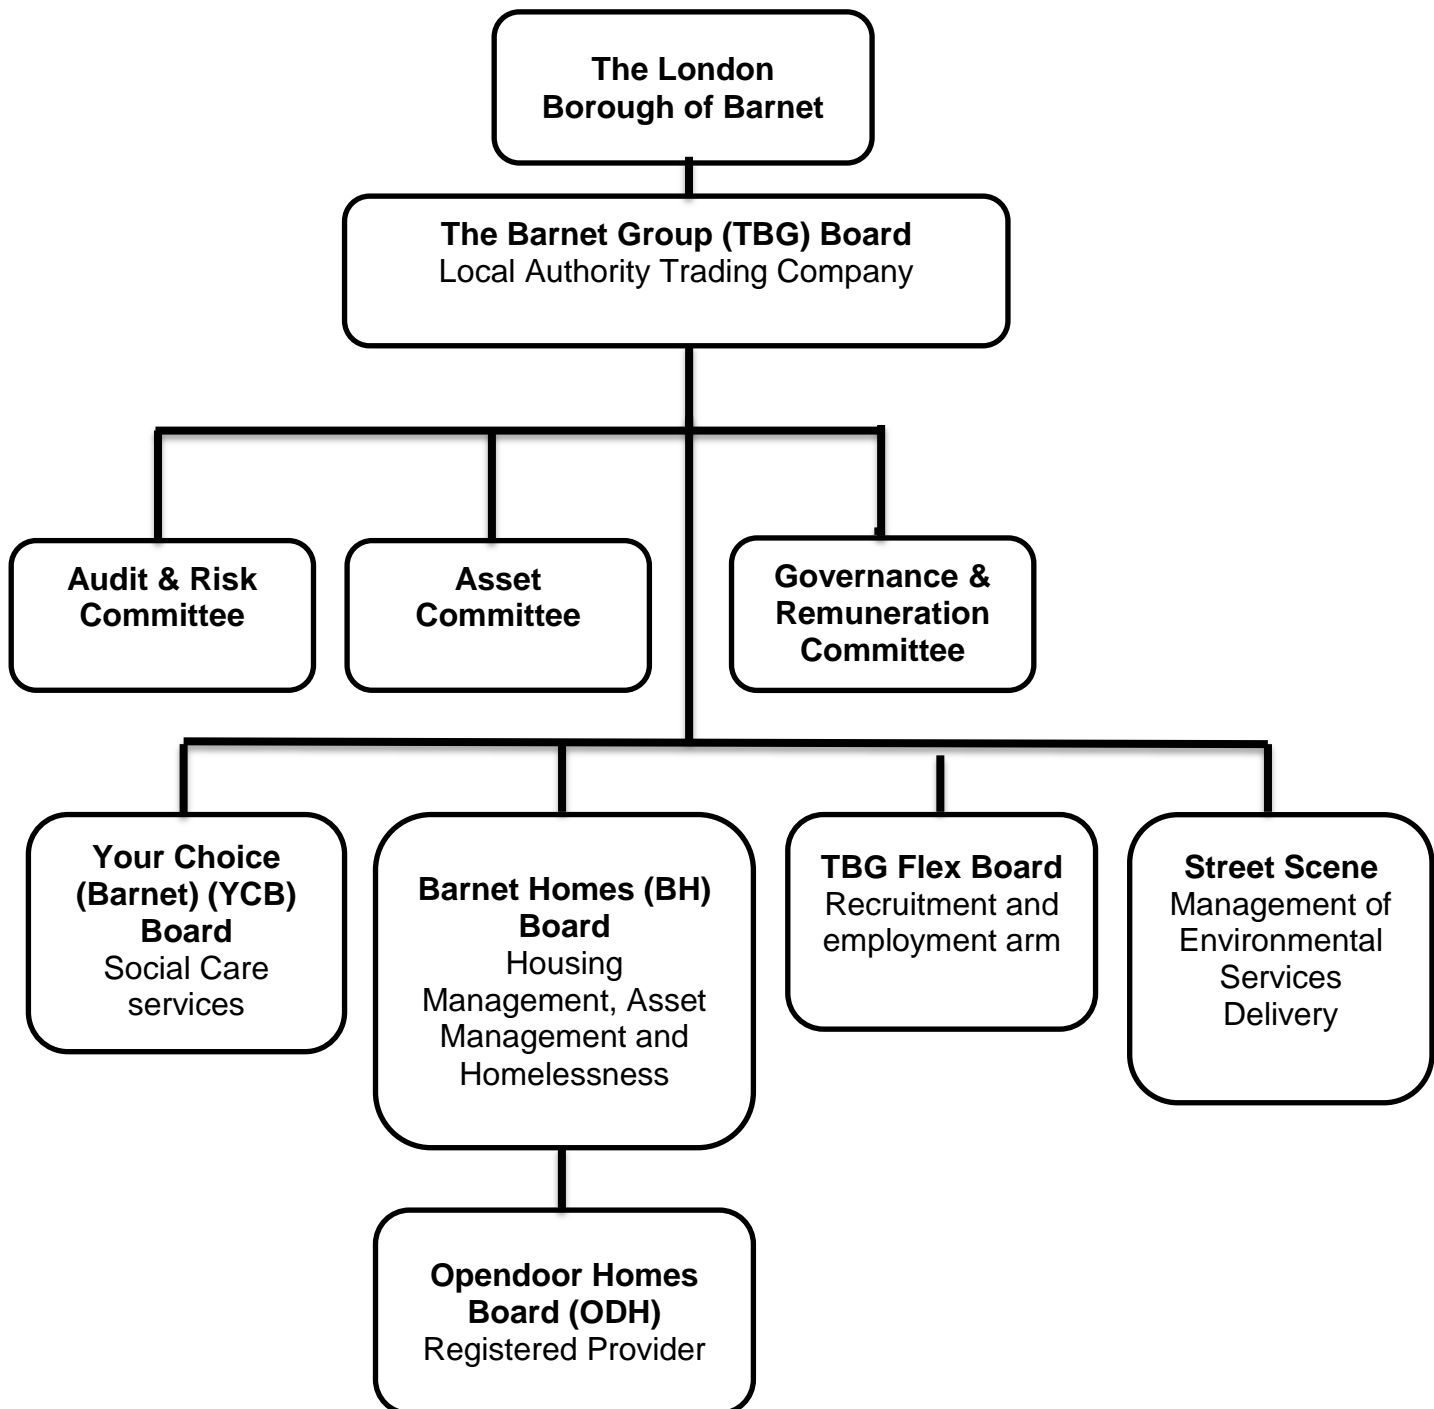 The London
Borough of Barnet
The Barnet Group (TBG) Board
Local Authority Trading Company
Audit & Risk
Committee
Asset
Committee
Governance &
Remuneration
Committee
Your Choice
(Barnet) (YCB)
Board
Social Care
services
Barnet Homes (BH)
Board
Housing
Management, Asset
Management and
Homelessness
TBG Flex Board
Recruitment and
employment arm
Street Scene
Management of
Environmental
Services
Delivery
Opendoor Homes
Board (ODH)
Registered Provider